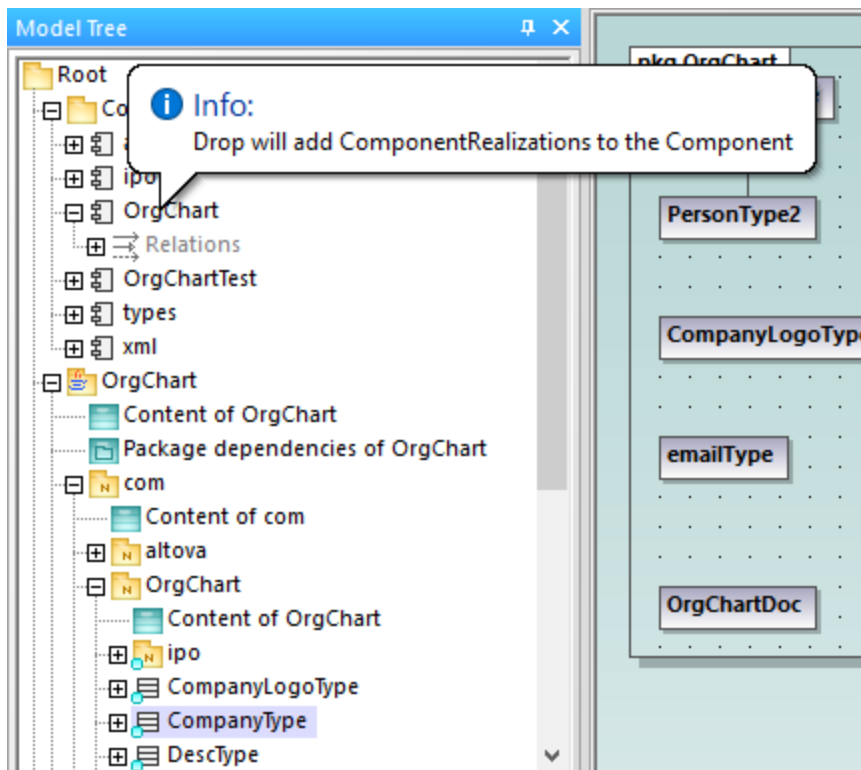 Model Tree
Root
pkg OrgChart
Info:
Drop will add ComponentRealizations to the Component
ipo
OrgChart
Relations
OrgChartTest
types
xml
OrgChart
Content of OrgChart
Package dependencies of OrgChart
com
Content of com
altova
OrgChart
Content of OrgChart
ipo
CompanyLogoType
CompanyType
DescType
PersonType2
CompanyLogoType
emailType
OrgChartDoc